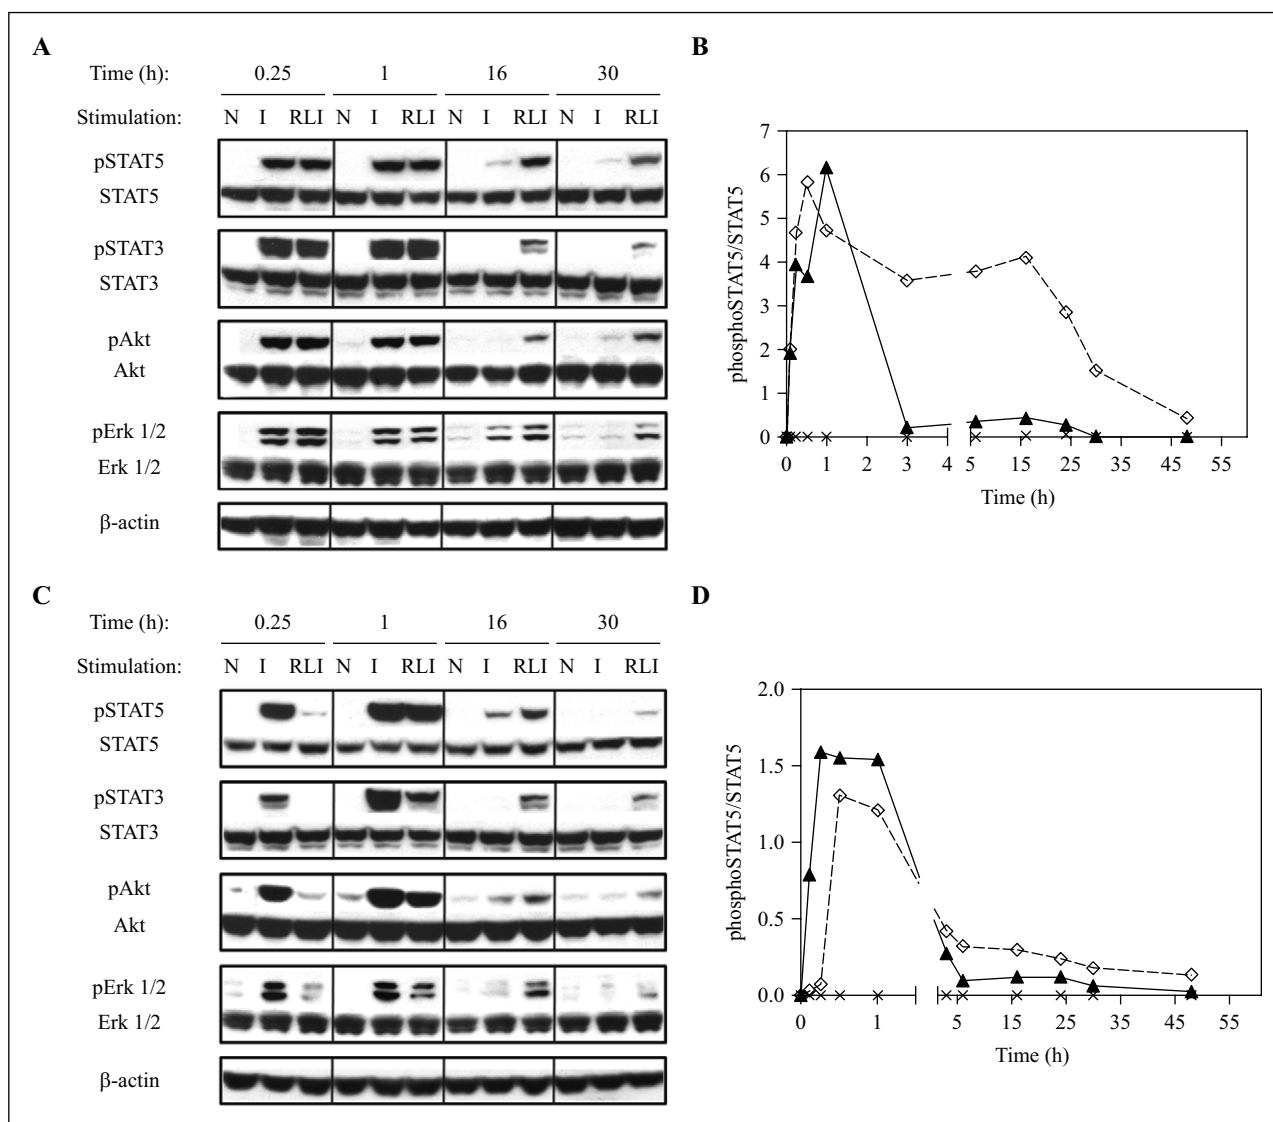 A
Time (h): 0.25 1 16 30
Stimulation: N I RLI N I RLI N I RLI N I RLI
pSTAT5
STAT5
pSTAT3
STAT3
pAkt
Akt
pErk 1/2
Erk 1/2
β-actin
B
phosphoSTAT5/STAT5
7
6
5
4
3
2
1
0
0 1 2 3 4 5 15 25 35 45 55
Time (h)
C
Time (h): 0.25 1 16 30
Stimulation: N I RLI N I RLI N I RLI N I RLI
pSTAT5
STAT5
pSTAT3
STAT3
pAkt
Akt
pErk 1/2
Erk 1/2
β-actin
D
phosphoSTAT5/STAT5
2.0
1.5
1.0
0.5
0.0
0 1 5 15 25 35 45 55
Time (h)